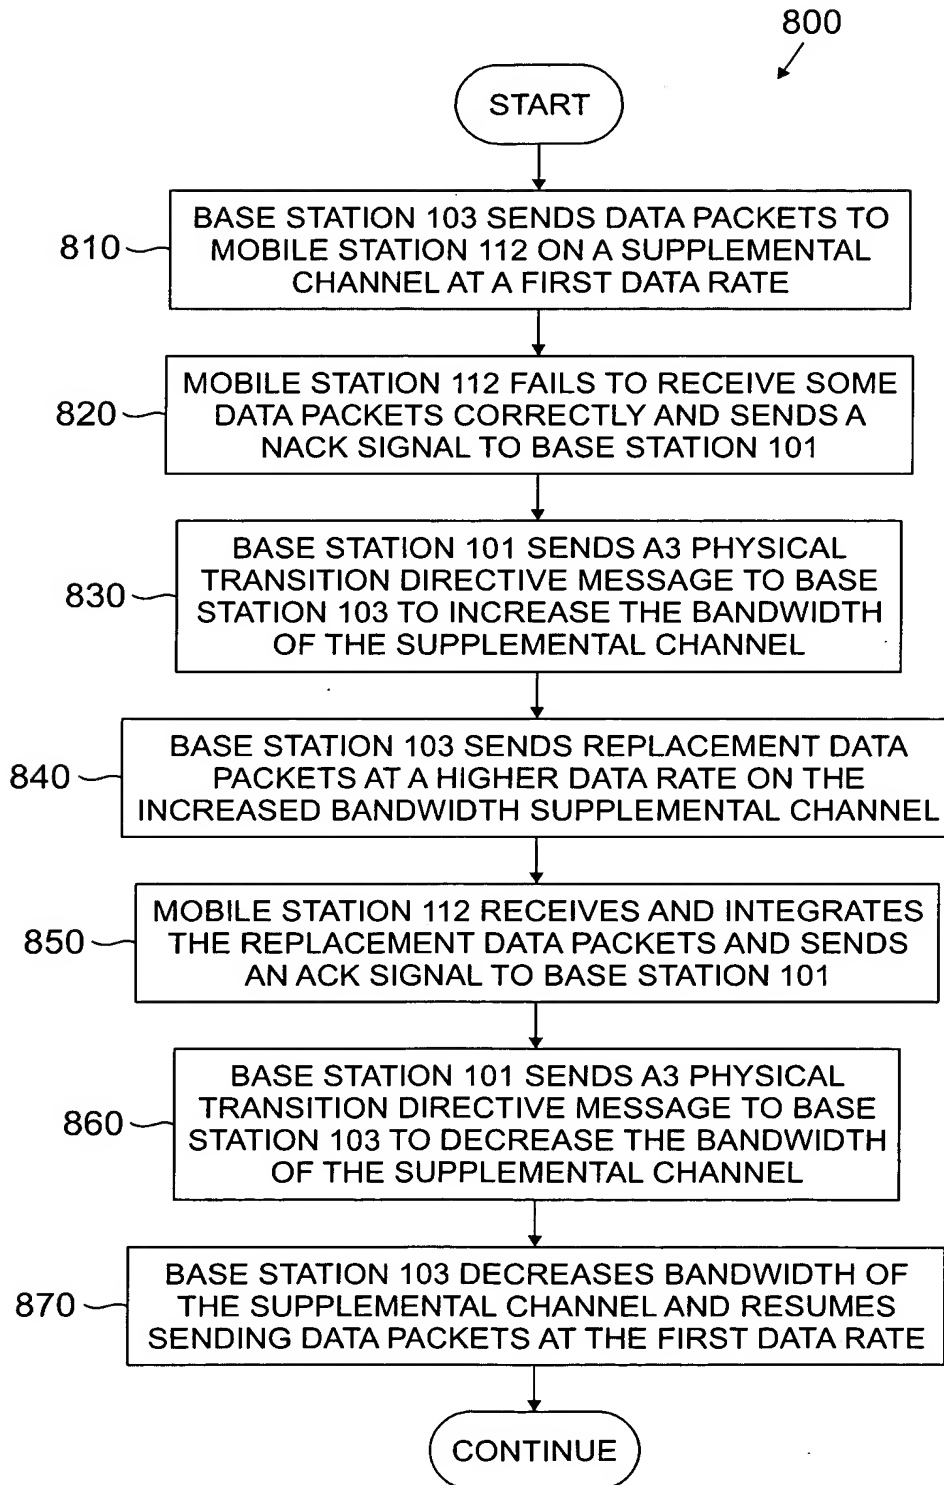 800
START
810
BASE STATION 103 SENDS DATA PACKETS TO
MOBILE STATION 112 ON A SUPPLEMENTAL
CHANNEL AT A FIRST DATA RATE
820
MOBILE STATION 112 FAILS TO RECEIVE SOME
DATA PACKETS CORRECTLY AND SENDS A
NACK SIGNAL TO BASE STATION 101
830
BASE STATION 101 SENDS A3 PHYSICAL
TRANSITION DIRECTIVE MESSAGE TO BASE
STATION 103 TO INCREASE THE BANDWIDTH
OF THE SUPPLEMENTAL CHANNEL
840
BASE STATION 103 SENDS REPLACEMENT DATA
PACKETS AT A HIGHER DATA RATE ON THE
INCREASED BANDWIDTH SUPPLEMENTAL CHANNEL
850
MOBILE STATION 112 RECEIVES AND INTEGRATES
THE REPLACEMENT DATA PACKETS AND SENDS
AN ACK SIGNAL TO BASE STATION 101
860
BASE STATION 101 SENDS A3 PHYSICAL
TRANSITION DIRECTIVE MESSAGE TO BASE
STATION 103 TO DECREASE THE BANDWIDTH
OF THE SUPPLEMENTAL CHANNEL
870
BASE STATION 103 DECREASES BANDWIDTH OF
THE SUPPLEMENTAL CHANNEL AND RESUMES
SENDING DATA PACKETS AT THE FIRST DATA RATE
CONTINUE